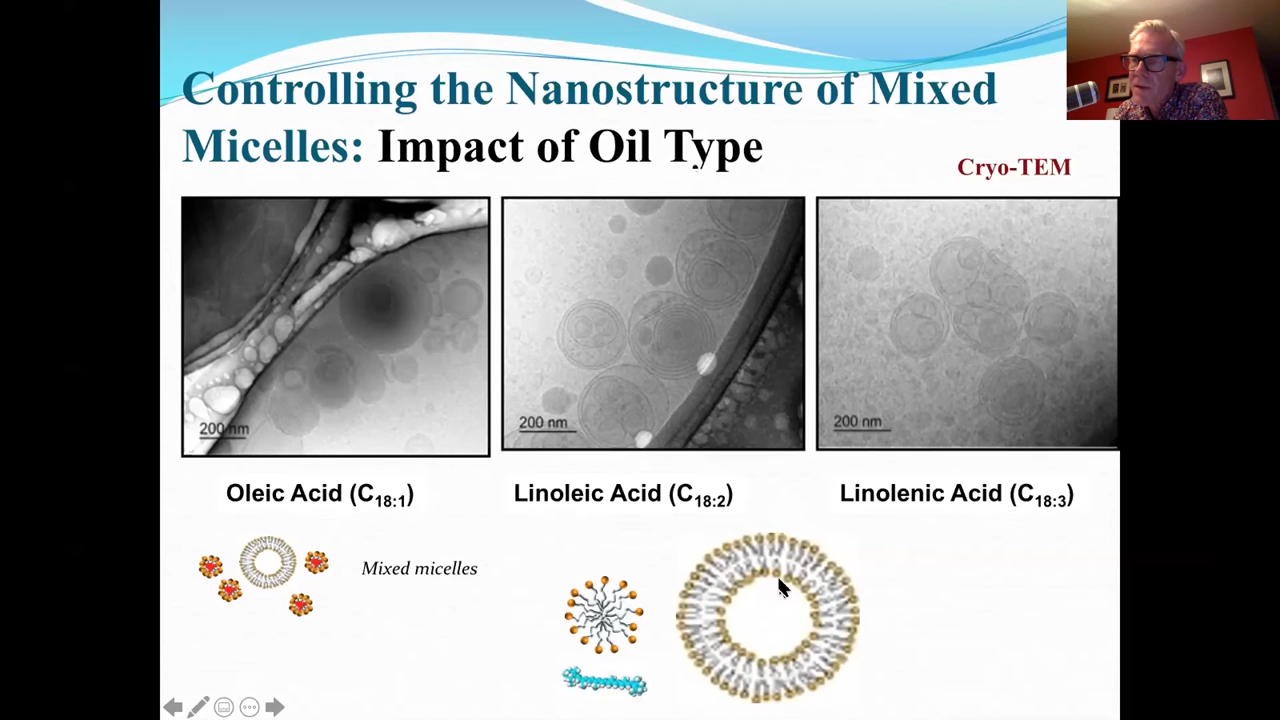 Controlling the Nanostructure of Mixed
Micelles: Impact of Oil Type
Cryo-TEM
200 nm
200 nm
200 nm
Oleic Acid (C18:1)
Linoleic Acid (C18:2)
Linolenic Acid (C18:3)
Mixed micelles